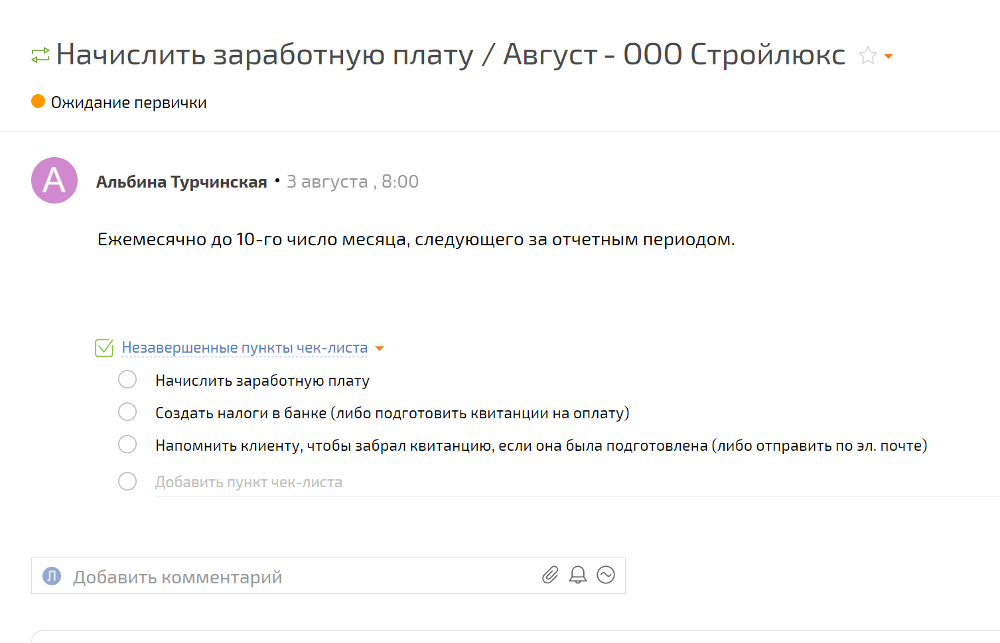 Начислить заработную плату / Август - ООО Стройлюкс
Ожидание первички
А
Альбина Турчинская • 3 августа , 8:00
Ежемесячно до 10-го число месяца, следующего за отчетным периодом.
Незавершенные пункты чек-листа
Начислить заработную плату
Создать налоги в банке (либо подготовить квитанции на оплату)
Напомнить клиенту, чтобы забрал квитанцию, если она была подготовлена (либо отправить по эл. почте)
Добавить пункт чек-листа
Л Добавить комментарий